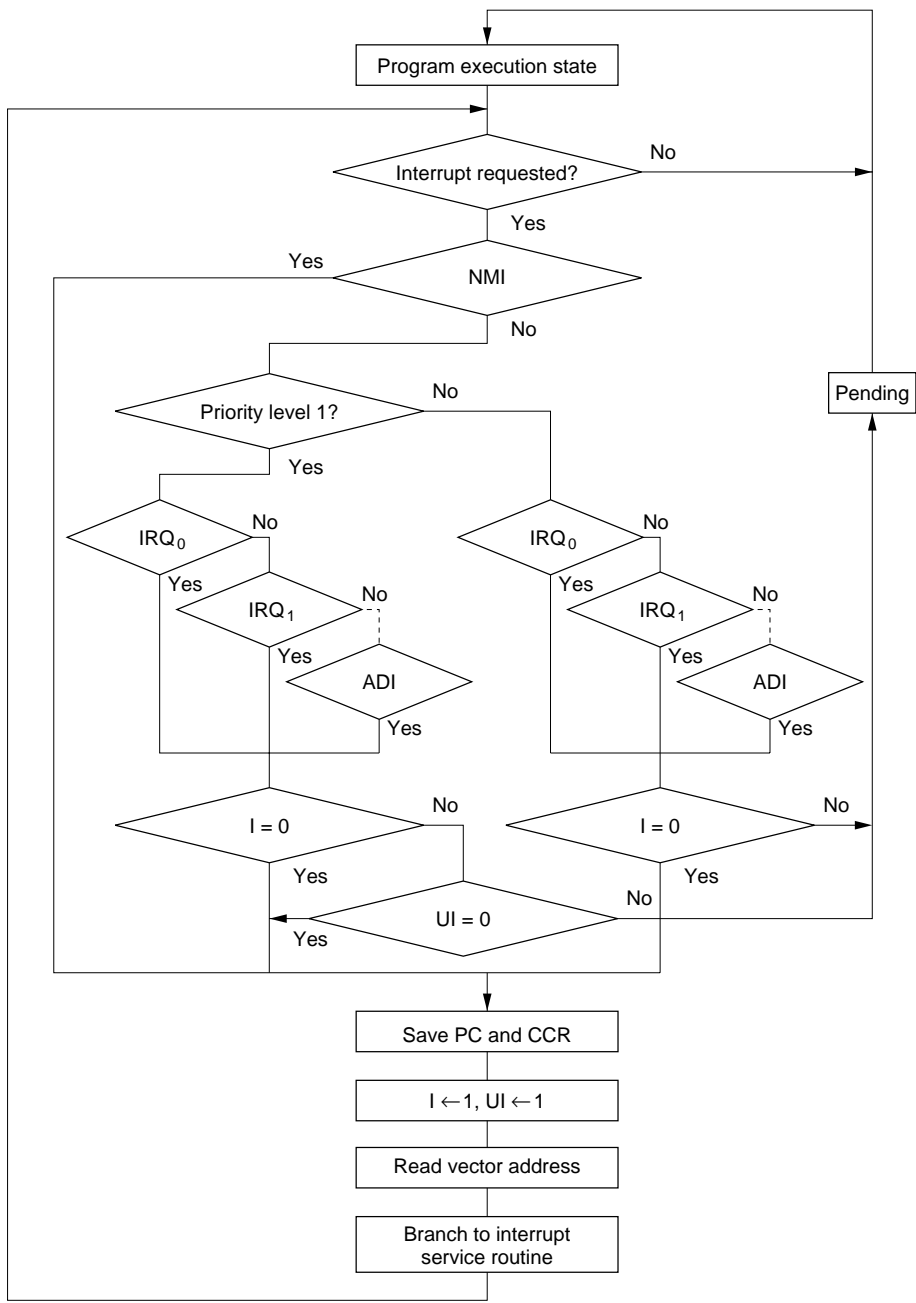 Program execution state
No
Interrupt requested?
Yes
Yes
NMI
No
Pending
No
Priority level 1?
Yes
No
No
IRQ0
IRQ0
Yes
No
Yes
No
IRQ1
IRQ1
Yes
Yes
ADI
ADI
Yes
Yes
No
No
I = 0
I = 0
Yes
Yes
No
UI = 0
Yes
Save PC and CCR
I ←1, UI ←1
Read vector address
Branch to interrupt
service routine